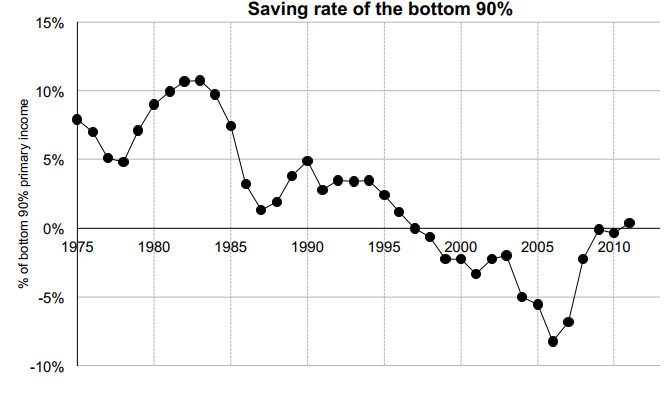 Saving rate of the bottom 90%
% of bottom 90% primary income
15%
10%
5%
0%
-5%
-10%
1975 1980 1985 1990 1995 2000 2005 2010